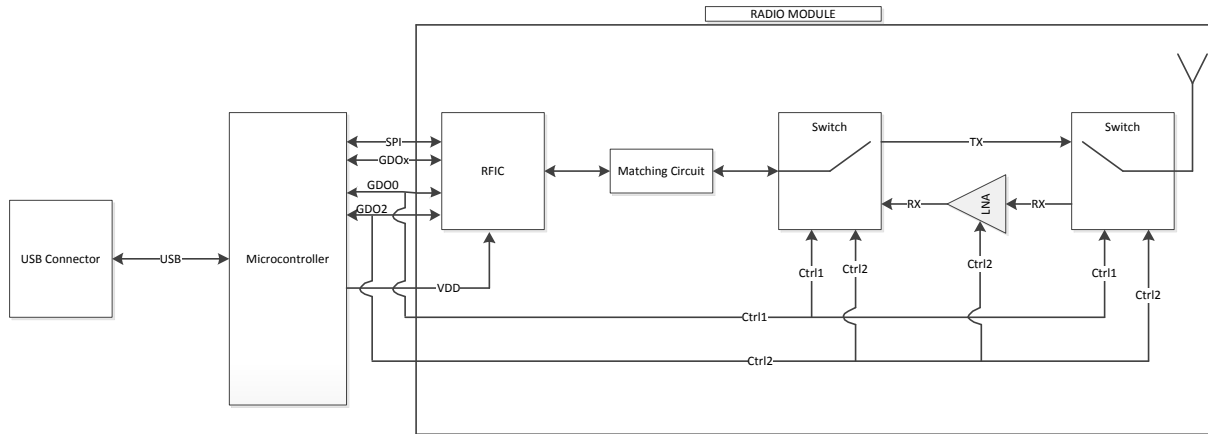 RADIO MODULE
Switch
Switch
SPI
TX
GDOx
RFIC
Matching Circuit
GDO0
LNA
RX
RX
GDO2
USB Connector
USB
Microcontroller
Ctrl1
Ctrl2
Ctrl2
Ctrl1
Ctrl2
VDD
Ctrl1
Ctrl2